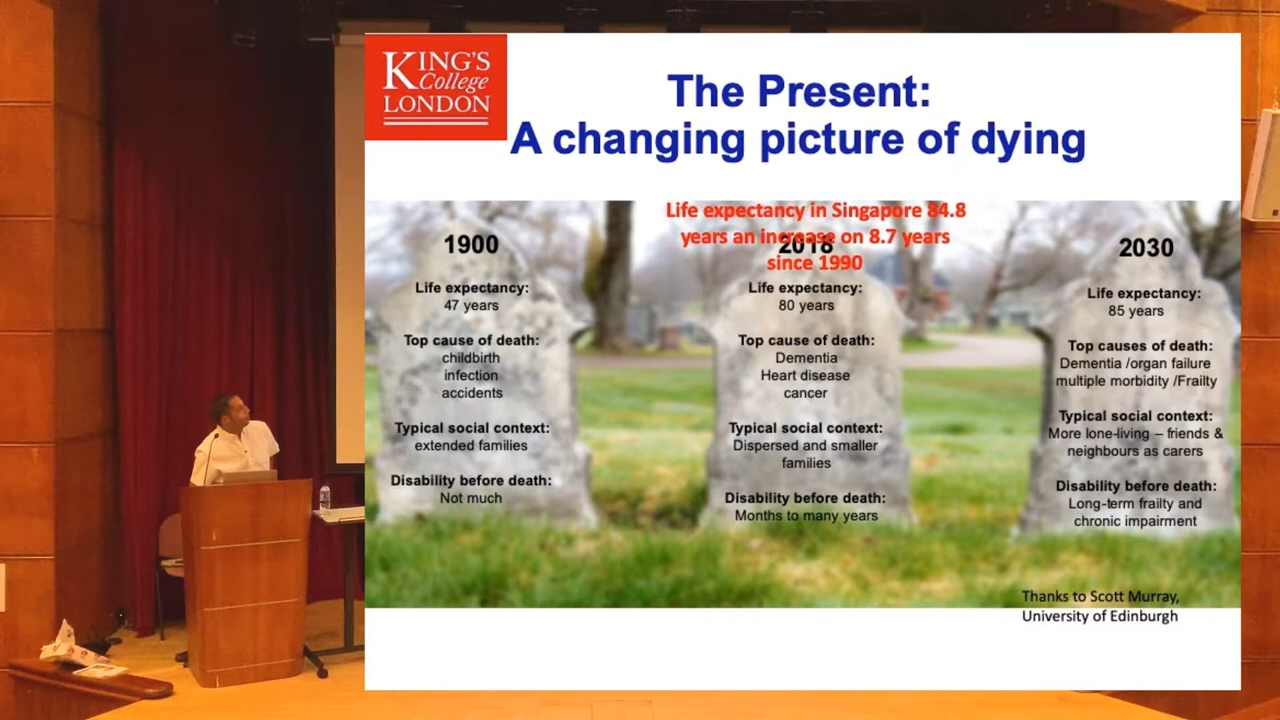 KING'S
College
LONDON
The Present:
A changing picture of dying
Life expectancy in Singapore 84.8
years an increase on 8.7 years
since 1990
1900
Life expectancy:
47 years
Top cause of death:
childbirth
infection
accidents
Typical social context:
extended families
Disability before death:
Not much
2018
Life expectancy:
80 years
Top cause of death:
Dementia
Heart disease
cancer
Typical social context:
Dispersed and smaller
families
Disability before death:
Months to many years
2030
Life expectancy:
85 years
Top causes of death:
Dementia /organ failure
multiple morbidity /Frailty
Typical social context:
More lone-living – friends &
neighbours as carers
Disability before death:
Long-term frailty and
chronic impairment
Thanks to Scott Murray,
University of Edinburgh